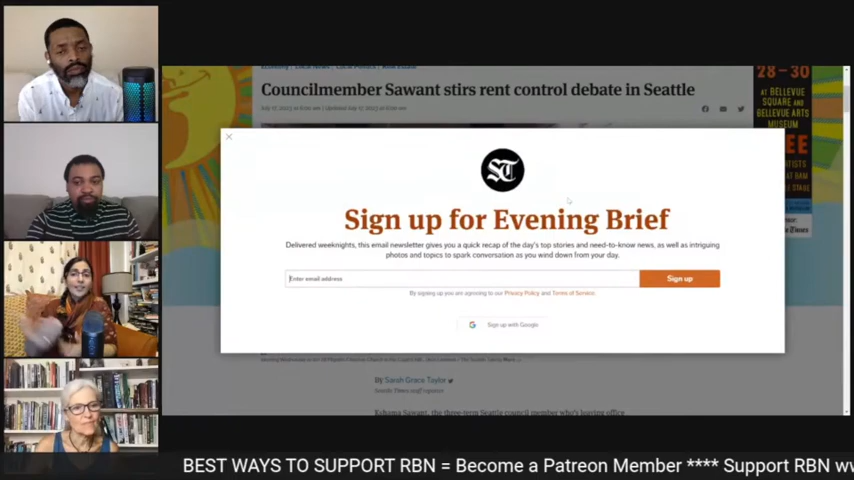 Councilmember Sawant stirs rent control debate in Seattle
28-30
AT BELLEVUE
SQUARE AND
BELLEVUE ARTS
MUSEUM
ST
Sign up for Evening Brief
Delivered weeknights, this email newsletter gives you a quick recap of the day's top stories and need-to-know news, as well as intriguing
photos and topics to spark conversation as you wind down from your day.
Enter email address
Sign up
By signing up you are agreeing to our Privacy Policy and Terms of Service.
Sign up with Google
By Sarah Grace Taylor
Seattle Times staff reporter
Kshama Sawant, the three-term Seattle council member who's leaving office
BEST WAYS TO SUPPORT RBN = Become a Patreon Member **** Support RBN